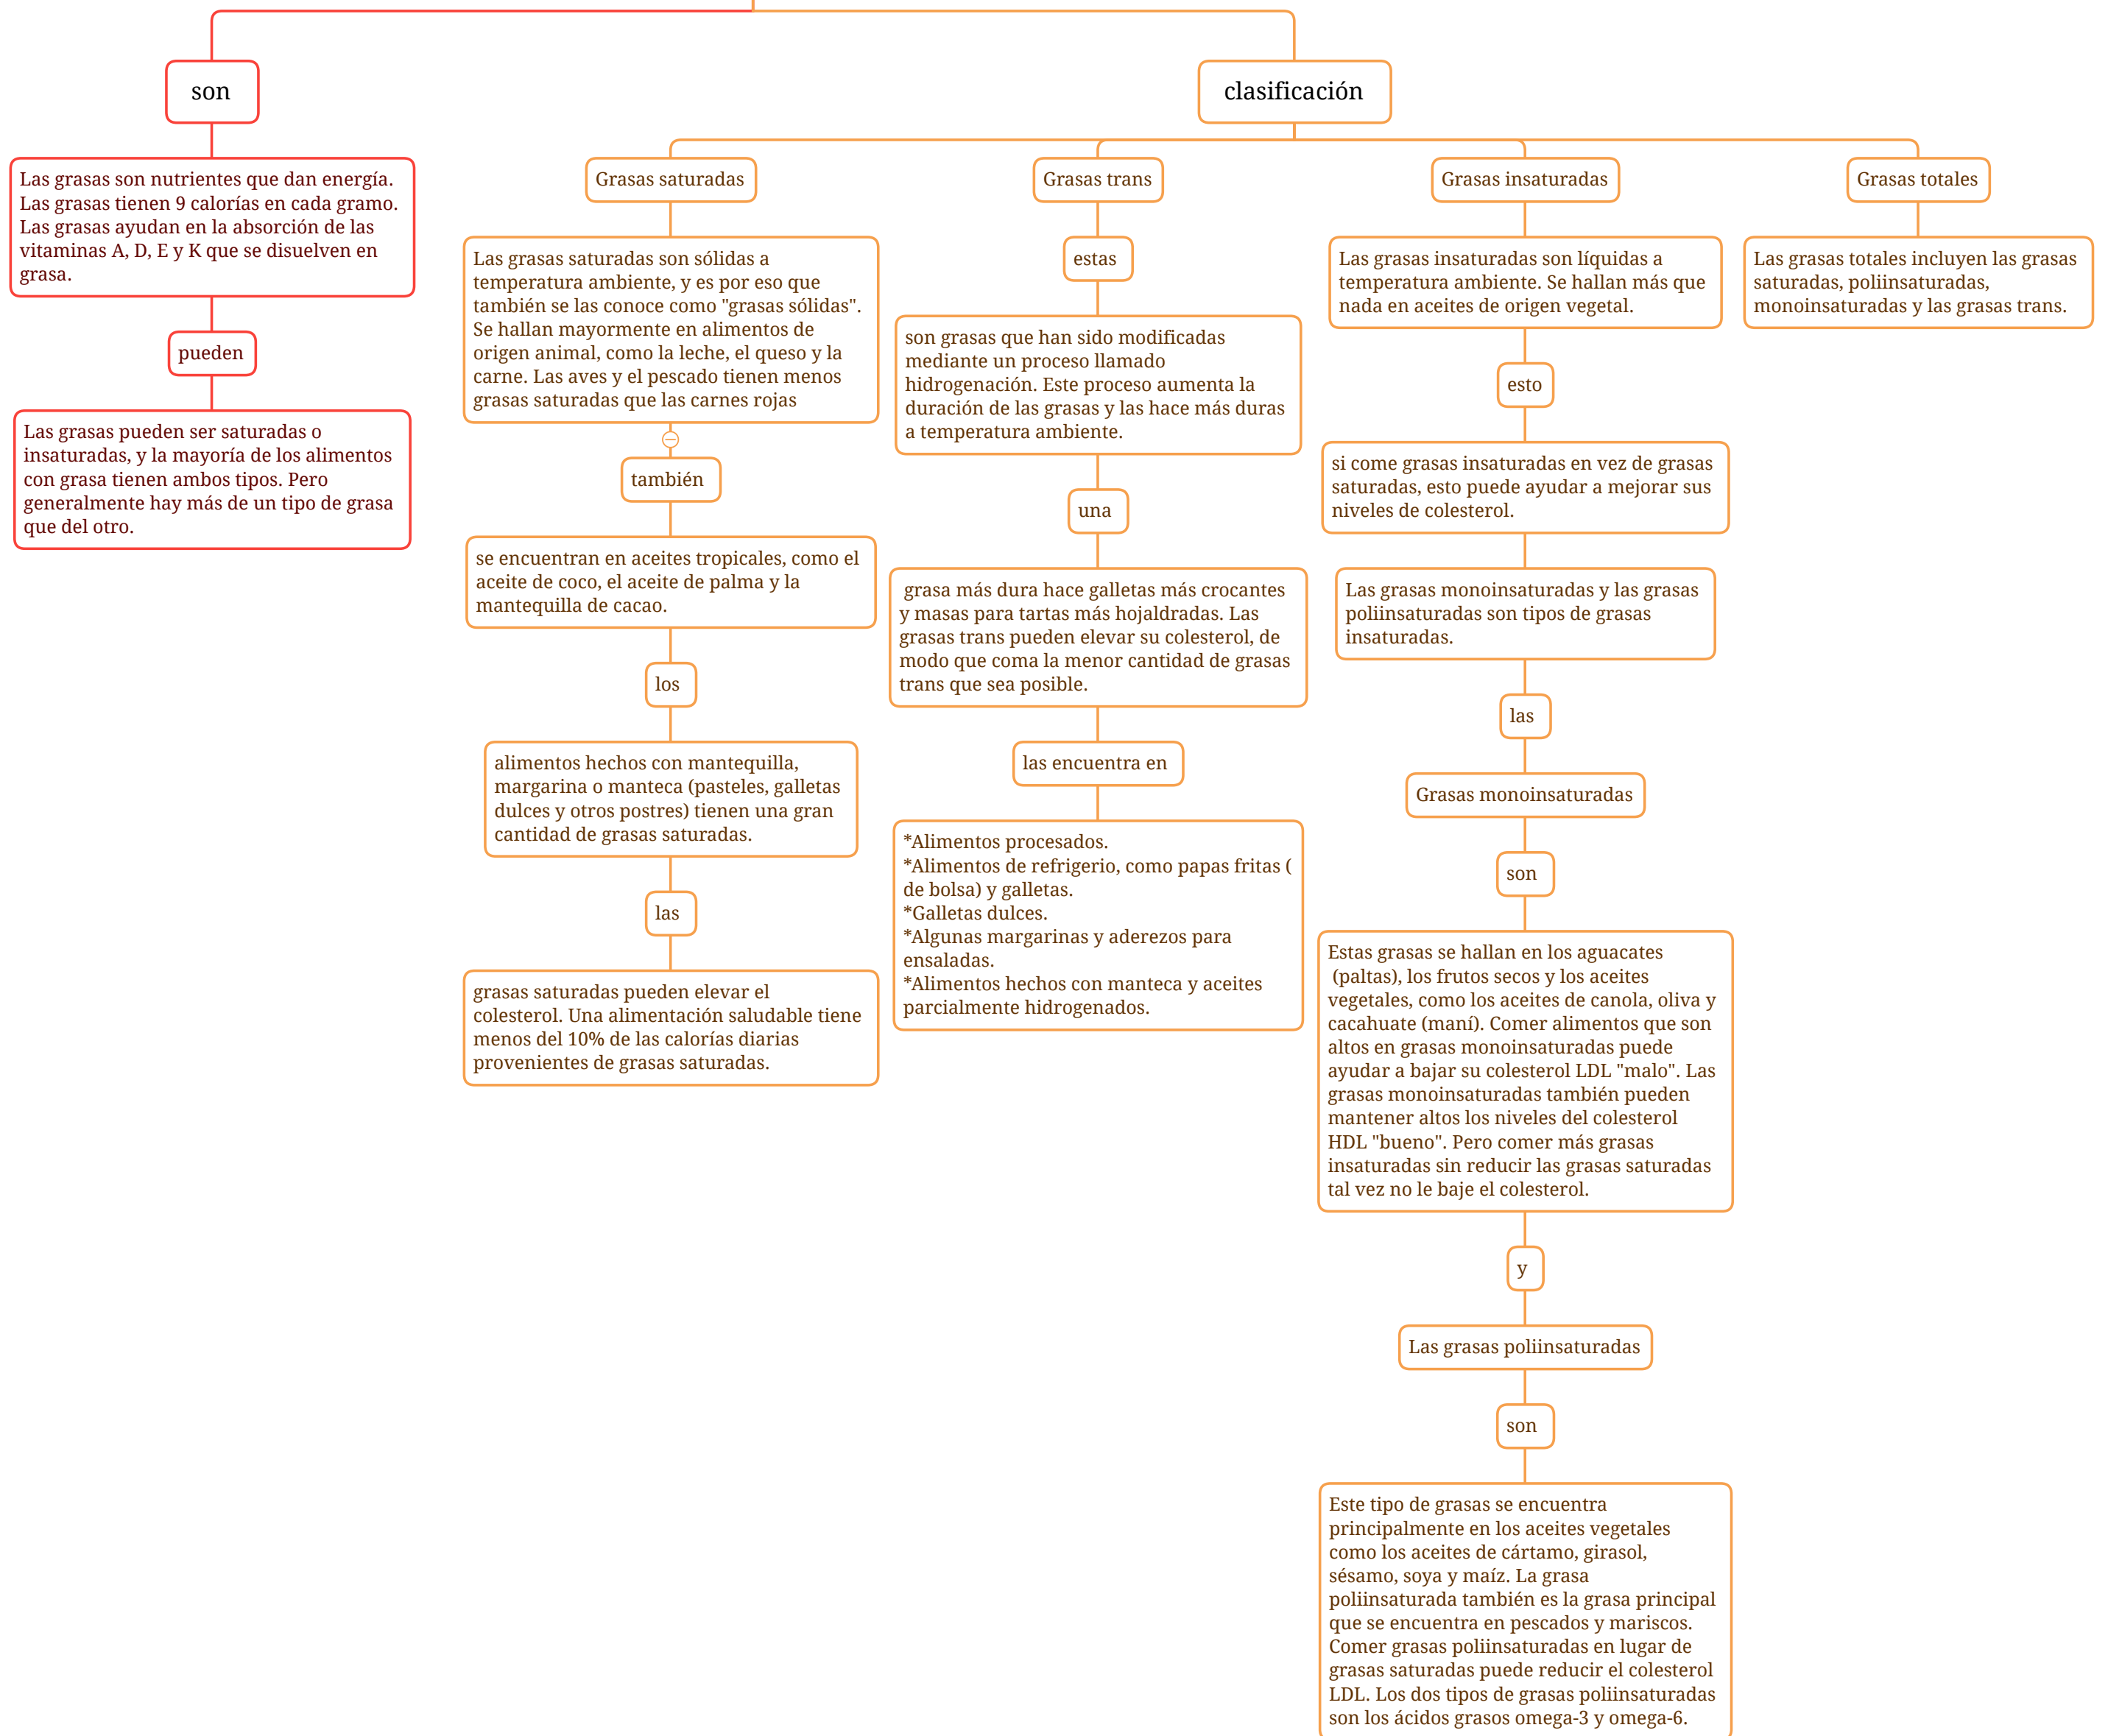 son
Las grasas son nutrientes que dan energía.
Las grasas tienen 9 calorías en cada gramo.
Las grasas ayudan en la absorción de las
vitaminas A, D, E y K que se disuelven en
grasa.
pueden
Las grasas pueden ser saturadas o
insaturadas, y la mayoría de los alimentos
con grasa tienen ambos tipos. Pero
generalmente hay más de un tipo de grasa
que del otro.
clasificación
Grasas saturadas
Las grasas saturadas son sólidas a
temperatura ambiente, y es por eso que
también se las conoce como "grasas sólidas".
Se hallan mayormente en alimentos de
origen animal, como la leche, el queso y la
carne. Las aves y el pescado tienen menos
grasas saturadas que las carnes rojas
también
se encuentran en aceites tropicales, como el
aceite de coco, el aceite de palma y la
mantequilla de cacao.
los
alimentos hechos con mantequilla,
margarina o manteca (pasteles, galletas
dulces y otros postres) tienen una gran
cantidad de grasas saturadas.
las
grasas saturadas pueden elevar el
colesterol. Una alimentación saludable tiene
menos del 10% de las calorías diarias
provenientes de grasas saturadas.
Grasas trans
estas
son grasas que han sido modificadas
mediante un proceso llamado
hidrogenación. Este proceso aumenta la
duración de las grasas y las hace más duras
a temperatura ambiente.
una
grasa más dura hace galletas más crocantes
y masas para tartas más hojaldradas. Las
grasas trans pueden elevar su colesterol, de
modo que coma la menor cantidad de grasas
trans que sea posible.
las encuentra en
*Alimentos procesados.
*Alimentos de refrigerio, como papas fritas (
de bolsa) y galletas.
*Galletas dulces.
*Algunas margarinas y aderezos para
ensaladas.
*Alimentos hechos con manteca y aceites
parcialmente hidrogenados.
Grasas insaturadas
Las grasas insaturadas son líquidas a
temperatura ambiente. Se hallan más que
nada en aceites de origen vegetal.
esto
si come grasas insaturadas en vez de grasas
saturadas, esto puede ayudar a mejorar sus
niveles de colesterol.
Las grasas monoinsaturadas y las grasas
poliinsaturadas son tipos de grasas
insaturadas.
las
Grasas monoinsaturadas
son
Estas grasas se hallan en los aguacates
(paltas), los frutos secos y los aceites
vegetales, como los aceites de canola, oliva y
cacahuate (maní). Comer alimentos que son
altos en grasas monoinsaturadas puede
ayudar a bajar su colesterol LDL "malo". Las
grasas monoinsaturadas también pueden
mantener altos los niveles del colesterol
HDL "bueno". Pero comer más grasas
insaturadas sin reducir las grasas saturadas
tal vez no le baje el colesterol.
y
Las grasas poliinsaturadas
son
Este tipo de grasas se encuentra
principalmente en los aceites vegetales
como los aceites de cártamo, girasol,
sésamo, soya y maíz. La grasa
poliinsaturada también es la grasa principal
que se encuentra en pescados y mariscos.
Comer grasas poliinsaturadas en lugar de
grasas saturadas puede reducir el colesterol
LDL. Los dos tipos de grasas poliinsaturadas
son los ácidos grasos omega-3 y omega-6.
Grasas totales
Las grasas totales incluyen las grasas
saturadas, poliinsaturadas,
monoinsaturadas y las grasas trans.